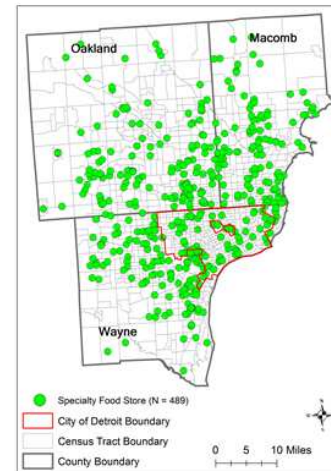 Oakland
Macomb
Wayne
Specialty Food Store (N = 489)
City of Detroit Boundary
Census Tract Boundary
County Boundary
0 5 10 Miles